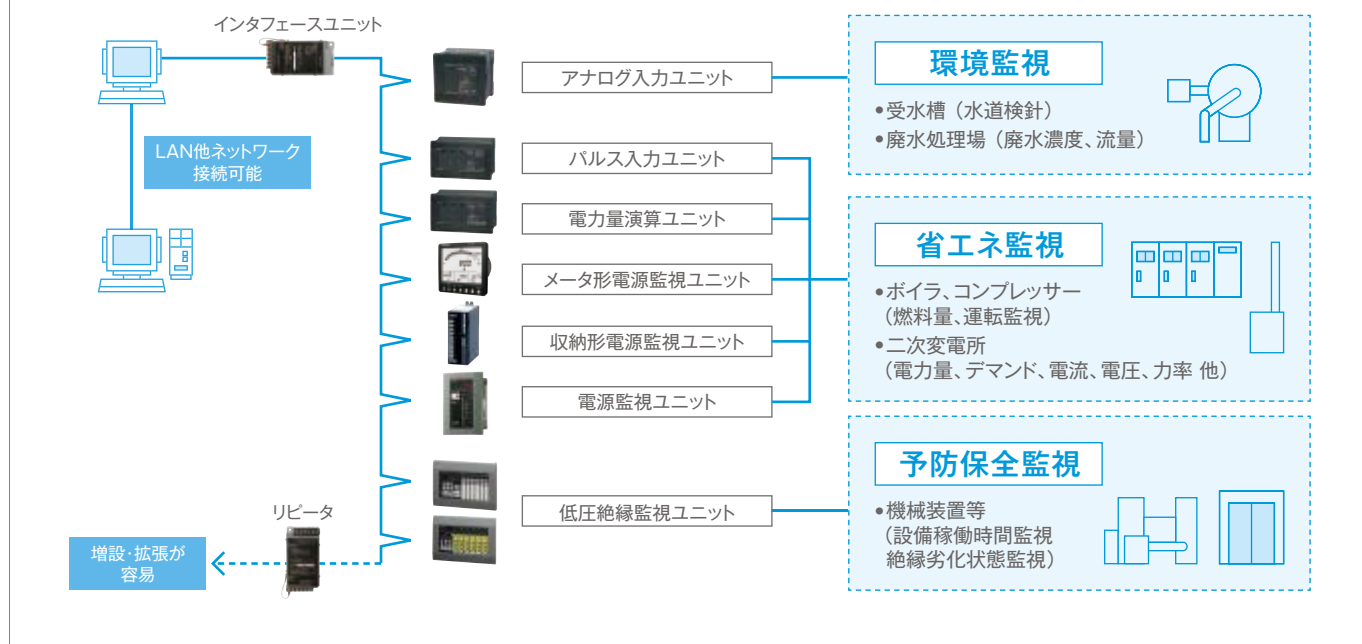 インタフェースユニット
LAN他ネットワーク
接続可能
アナログ入力ユニット
パルス入力ユニット
電力量演算ユニット
メータ形電源監視ユニット
収納形電源監視ユニット
電源監視ユニット
低圧絶縁監視ユニット
リピータ
増設・拡張が
容易
環境監視
•受水槽（水道検針）
•廃水処理場（廃水濃度、流量）
省エネ監視
•ボイラ、コンプレッサー
（燃料量、運転監視）
•二次変電所
（電力量、デマンド、電流、電圧、力率 他）
予防保全監視
•機械装置等
（設備稼働時間監視
絶縁劣化状態監視）